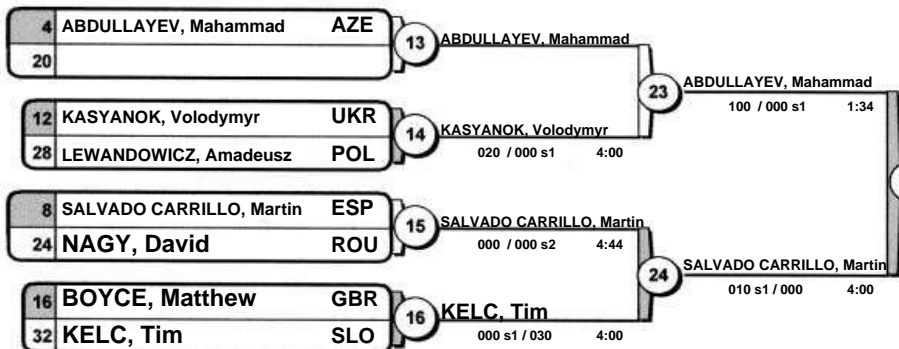 4 ABDULLAYEV, Mahammad AZE
20
13 ABDULLAYEV, Mahammad
12 KASYANOK, Volodymyr UKR
28 LEWANDOWICZ, Amadeusz POL
14 KASYANOK, Volodymyr
020 / 000 s1 4:00
23 ABDULLAYEV, Mahammad
100 / 000 s1 1:34
8 SALVADO CARRILLO, Martin ESP
24 NAGY, David ROU
15 SALVADO CARRILLO, Martin
000 / 000 s2 4:44
16 BOYCE, Matthew GBR
32 KELC, Tim SLO
16 KELC, Tim
000 s1 / 030 4:00
24 SALVADO CARRILLO, Martin
010 s1 / 000 4:00